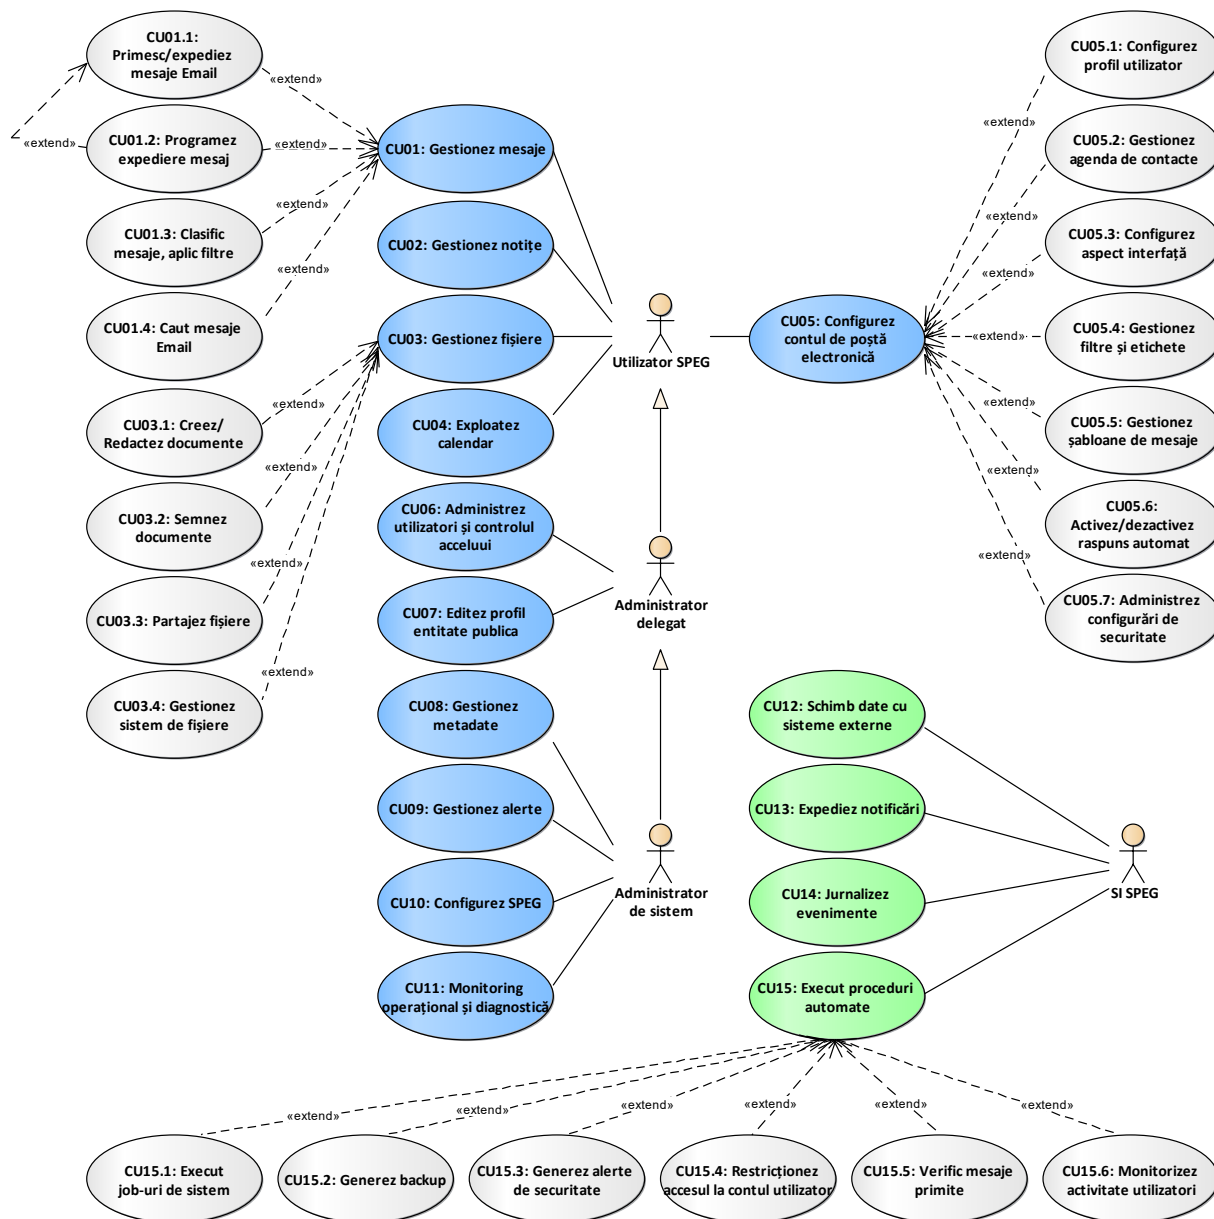 CU01.1:
Primesc/expediez
mesaje Email
«extend»
CU01.2: Programez
expediere mesaj
«extend»
«extend»
CU01.3: Clasific
mesaje, aplic filtre
«extend»
CU01.4: Caut mesaje
Email
«extend»
CU03.1: Creez/
Redactez documente
«extend»
CU03.2: Semnez
documente
«extend»
CU03.3: Partajez fișiere
«extend»
CU03.4: Gestionez
sistem de fișiere
«extend»
CU01: Gestionez mesaje
CU02: Gestionez notițe
CU03: Gestionez fișiere
CU04: Exploatez
calendar
CU06: Administrez
utilizatori și controlul
acceluui
CU07: Editez profil
entitate publica
CU08: Gestionez
metadate
CU09: Gestionez alerte
CU10: Configurez SPEG
CU11: Monitoring
operațional și diagnostică
Utilizator SPEG
Administrator
delegat
Administrator
de sistem
CU05: Configurez
contul de poștă
electronică
CU05.1: Configurez
profil utilizator
«extend»
CU05.2: Gestionez
agenda de contacte
«extend»
CU05.3: Configurez
aspect interfață
«extend»
CU05.4: Gestionez
filtre și etichete
«extend»
CU05.5: Gestionez
șabloane de mesaje
«extend»
CU05.6:
Activez/dezactivez
raspuns automat
«extend»
CU05.7: Administrez
configurări de
securitate
«extend»
CU12: Schimb date cu
sisteme externe
CU13: Expediez notificări
CU14: Jurnalizez
evenimente
CU15: Execut proceduri
automate
SI SPEG
«extend»
«extend»
«extend»
«extend»
«extend»
«extend»
CU15.1: Execut
job-uri de sistem
CU15.2: Generez backup
CU15.3: Generez alerte
de securitate
CU15.4: Restricționez
accesul la contul utilizator
CU15.5: Verific mesaje
primite
CU15.6: Monitorizez
activitate utilizatori